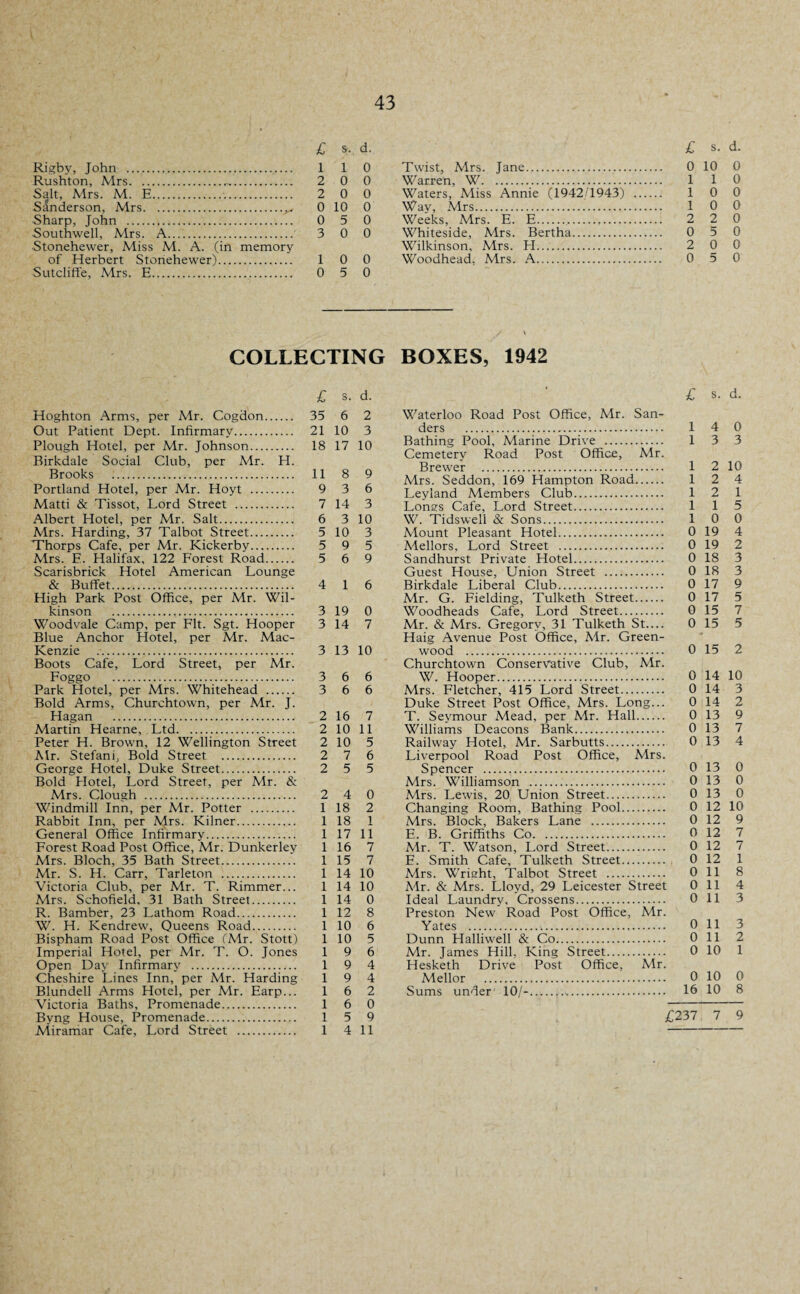 43
£ s. d.
Rigby, John ........ 1 1 0
Rushton, Mrs. ........ 2 0 0
Salt, Mrs. M. E. ........ 2 0 0
Sanderson, Mrs. ........ 0 10 0
Sharp, John ........ 0 5 0
Southwell, Mrs. A. ........ 3 0 0
Stonehewer, Miss M. A. (in memory
of Herbert Stonehewer) ........ 1 0 0
Sutcliffe, Mrs. E. ........ 0 5 0
£ s. d.
Twist, Mrs. Jane ........ 0 10 0
Warren, W. ........ 1 1 0
Waters, Miss Annie (1942/1943) ...... 1 0 0
Way, Mrs. ........ 1 0 0
Weeks, Mrs. E. E. ........ 2 2 0
Whiteside, Mrs. Bertha ........ 0 5 0
Wilkinson, Mrs. H. ........ 2 0 0
Woodhead, Mrs. A. ........ 0 5 0
COLLECTING BOXES, 1942
£ s. d.
Hoghton Arms, per Mr. Cogdon...... 35 6 2
Out Patient Dept. Infirmary............ 21 10 3
Plough Hotel, per Mr. Johnson......... 18 17 10
Birkdale Social Club, per Mr. H.
Brooks ........ 11 8 9
Portland Hotel, per Mr. Hoyt ......... 9 3 6
Matti & Tissot, Lord Street ............ 7 14 3
Albert Hotel, per Mr. Salt............... 6 3 10
Mrs. Harding, 37 Talbot Street......... 5 10 3
Thorps Cafe, per Mr. Kickerby......... 5 9 5
Mrs. E. Halifax, 122 Forest Road...... 5 6 9
Scarisbrick Hotel American Lounge
& Buffet ........ 4 1 6
High Park Post Office, per Mr. Wil-
kinson ........ 3 19 0
Woodvale Camp, per Flt. Sgt. Hooper 3 14 7
Blue Anchor Hotel, per Mr. Mac-
Kenzie ........ 3 13 10
Boots Cafe, Lord Street, per Mr.
Foggo ........ 3 6 6
Park Hotel, per Mrs. Whitehead ...... 3 6 6
Bold Arms, Churchtown, per Mr. J.
Hagan ........ 2 16 7
Martin Hearne, Ltd. ........ 2 10 11
Peter H. Brown, 12 Wellington Street 2 10 5
Mr. Stefani, Bold Street ............... 2 7 6
George Hotel, Duke Street............... 2 5 5
Bold Hotel, Lord Street, per Mr. &
Mrs. Clough ........ 2 4 0
Windmill Inn, per Mr. Potter ......... 1 18 2
Rabbit Inn, per Mrs. Kilner............ 1 18 1
General Office Infirmary.................. 1 17 11
Forest Road Post Office, Mr. Dunkerley 1 16 7
Mrs. Bloch, 35 Bath Street............... 1 15 7
Mr. S. H. Carr, Tarleton ............... 1 14 10
Victoria Club, per Mr. T. Rimmer... 1 14 10
Mrs. Schofield, 31 Bath Street......... 1 14 0
R. Bamber, 23 Lathom Road............ 1 12 8
W. H. Kendrew, Queens Road......... 1 10 6
Bispham Road Post Office (Mr. Stott) 1 10 5
Imperial Hotel, per Mr. T. O. Jones 1 9 6
Open Day Infirmary ..................... 1 9 4
Cheshire Lines Inn, per Mr. Harding 1 9 4
Blundell Arms Hotel, per Mr. Earp... 1 6 2
Victoria Baths, Promenade............... 1 6 0
Byng House, Promenade.................. 1 5 9
Miramar Cafe, Lord Street ............ 1 4 11
£ s. d.
Waterloo Road Post Office, Mr. San-
ders ........ 1 4 0
Bathing Pool, Marine Drive ............ 1 3 3
Cemetery Road Post Office, Mr.
Brewer ........ 1 2 10
Mrs. Seddon, 169 Hampton Road...... 1 2 4
Leyland Members Club.................. 1 2 1
Longs Cafe, Lord Street.................. 1 1 5
W. Tidswell & Sons..................... 1 0 0
Mount Pleasant Hotel..................... 0 19 4
Mellors, Lord Street ..................... 0 19 2
Sandhurst Private Hotel.................. 0 18 3
Guest House, Union Street ............ 0 18 3
Birkdale Liberal Club..................... 0 17 9
Mr. G. Fielding, Tulketh Street...... 0 17 5
Woodheads Cafe, Lord Street......... 0 15 7
Mr. & Mrs. Gregory, 31 Tulketh St.... 0 15 5
Haig Avenue Post Office, Mr. Green-
wood ........ 0 15 2
Churchtown Conservative Club, Mr.
W. Hooper ........ 0 14 10
Mrs. Fletcher, 415 Lord Street......... 0 14 3
Duke Street Post Office, Mrs. Long... 0 14 2
T. Seymour Mead, per Mr. Hall...... 0 13 9
Williams Deacons Bank.................. 0 13 7
Railway Hotel, Mr. Sarbutts............ 0 13 4
Liverpool Road Post Office, Mrs.
Spencer ........ 0 13 0
Mrs. Williamson ........ 0 13 0
Mrs. Lewis, 20 Union Street............ 0 13 0
Changing Room, Bathing Pool......... 0 12 10
Mrs. Block, Bakers Lane ............... 0 12 9
E. B. Griffiths Co. ........ 0 12 7
Mr. T. Watson, Lord Street............ 0 12 7
E. Smith Cafe, Tulketh Street......... 0 12 1
Mrs. Wright, Talbot Street ............ 0 11 8
Mr. & Mrs. Lloyd, 29 Leicester Street 0 11 4
Ideal Laundry, Crossens.................. 0 11 3
Preston New Road Post Office, Mr.
Yates ........ 0 11 3
Dunn Halliwell & Co..................... 0 11 2
Mr. James Hill, King Street............ 0 10 1
Hesketh Drive Post Office, Mr.
Mellor ........ 0 10 0
Sums under 10/- ........ 16 10 8
£237 7 9